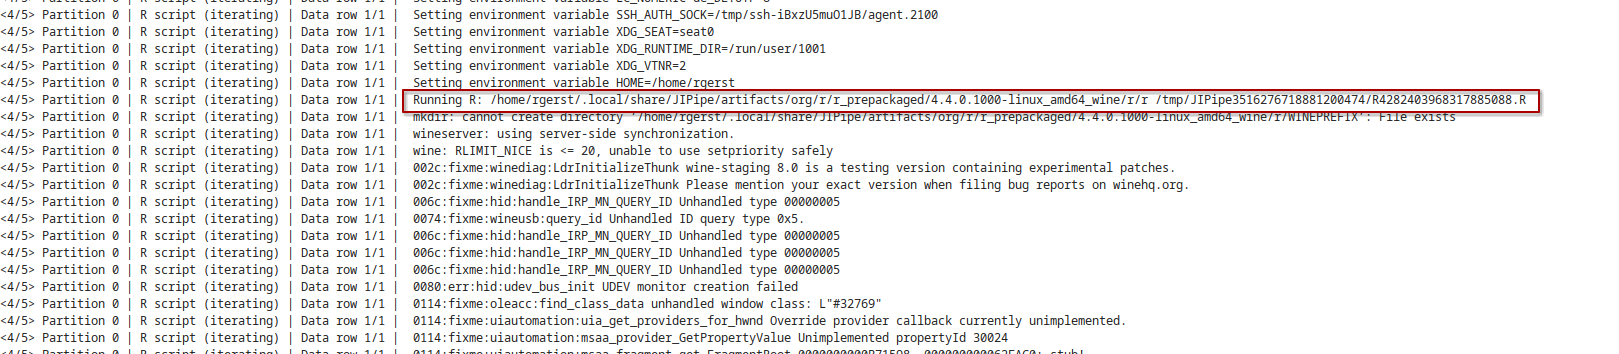 <4/5> Partition 0 | R script (iterating) | Data row 1/1 | Setting environment variable SSH_AUTH_SOCK=/tmp/ssh-iBxzU5muO1JB/agent.2100
<4/5> Partition 0 | R script (iterating) | Data row 1/1 | Setting environment variable XDG_SEAT=seat0
<4/5> Partition 0 | R script (iterating) | Data row 1/1 | Setting environment variable XDG_RUNTIME_DIR=/run/user/1001
<4/5> Partition 0 | R script (iterating) | Data row 1/1 | Setting environment variable XDG_VTNR=2
<4/5> Partition 0 | R script (iterating) | Data row 1/1 | Setting environment variable HOME=/home/rgerst
<4/5> Partition 0 | R script (iterating) | Data row 1/1 | Running R: /home/rgerst/.local/share/JIPipe/artifacts/org/r/r_prepackaged/4.4.0.1000-linux_amd64_wine/r/r /tmp/JIPipe3516276718881200474/R4282403968317885088.R
<4/5> Partition 0 | R script (iterating) | Data row 1/1 | mkdir: cannot create directory '/home/rgerst/.local/share/JIPipe/artifacts/org/r/r_prepackaged/4.4.0.1000-linux_amd64_wine/r/WINEPREFIX': File exists
<4/5> Partition 0 | R script (iterating) | Data row 1/1 | wineserver: using server-side synchronization.
<4/5> Partition 0 | R script (iterating) | Data row 1/1 | wine: RLIMIT_NICE is <= 20, unable to use setpriority safely
<4/5> Partition 0 | R script (iterating) | Data row 1/1 | 002c:fixme:winediag:LdrInitializeThunk wine-staging 8.0 is a testing version containing experimental patches.
<4/5> Partition 0 | R script (iterating) | Data row 1/1 | 002c:fixme:winediag:LdrInitializeThunk Please mention your exact version when filing bug reports on winehq.org.
<4/5> Partition 0 | R script (iterating) | Data row 1/1 | 006c:fixme:hid:handle_IRP_MN_QUERY_ID Unhandled type 00000005
<4/5> Partition 0 | R script (iterating) | Data row 1/1 | 0074:fixme:wineusb:query_id Unhandled ID query type 0x5.
<4/5> Partition 0 | R script (iterating) | Data row 1/1 | 006c:fixme:hid:handle_IRP_MN_QUERY_ID Unhandled type 00000005
<4/5> Partition 0 | R script (iterating) | Data row 1/1 | 006c:fixme:hid:handle_IRP_MN_QUERY_ID Unhandled type 00000005
<4/5> Partition 0 | R script (iterating) | Data row 1/1 | 006c:fixme:hid:handle_IRP_MN_QUERY_ID Unhandled type 00000005
<4/5> Partition 0 | R script (iterating) | Data row 1/1 | 0080:err:hid:udev_bus_init UDEV monitor creation failed
<4/5> Partition 0 | R script (iterating) | Data row 1/1 | 0114:fixme:oleacc:find_class_data unhandled window class: L"#32769"
<4/5> Partition 0 | R script (iterating) | Data row 1/1 | 0114:fixme:uiautomation:uia_get_providers_for_hwnd Override provider callback currently unimplemented.
<4/5> Partition 0 | R script (iterating) | Data row 1/1 | 0114:fixme:uiautomation:msaa_provider_GetPropertyValue Unimplemented propertyId 30024
<4/5> Partition 0 | R script (iterating) | Data row 1/1 |